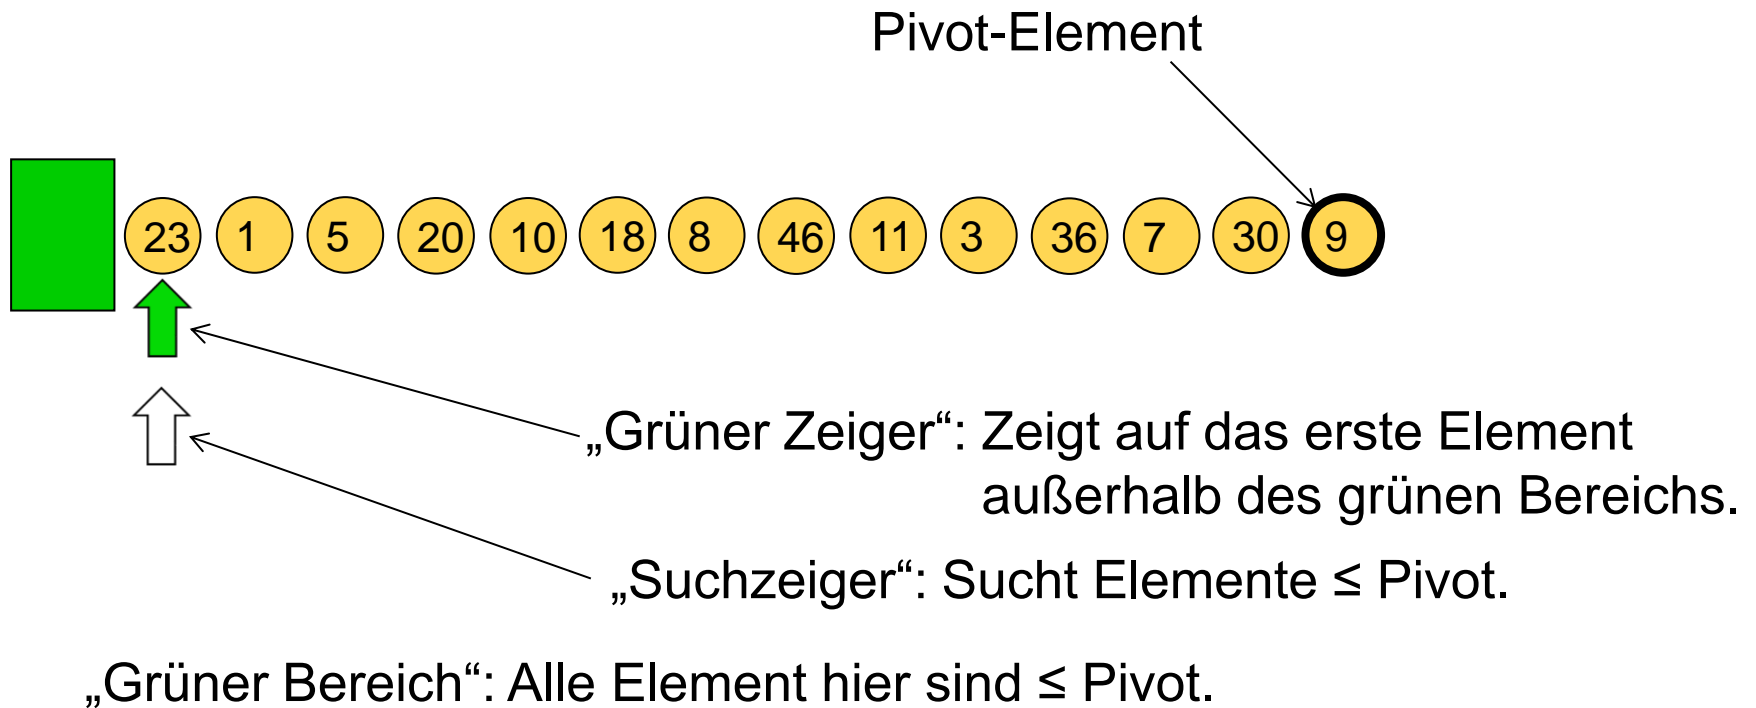 Pivot-Element
23 1 5 20 10 18 8 46 11 3 36 7 30 9
„Grüner Zeiger“: Zeigt auf das erste Element
außerhalb des grünen Bereichs.
„Suchzeiger“: Sucht Elemente ≤ Pivot.
„Grüner Bereich“: Alle Element hier sind ≤ Pivot.